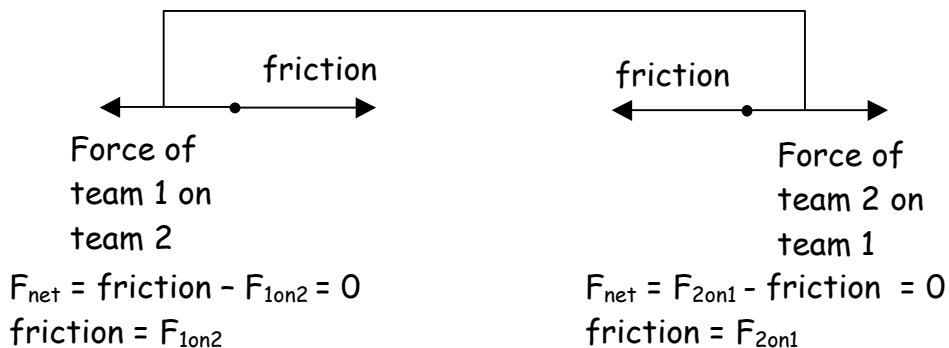 friction
friction
Force of
team 1 on
team 2
Force of
team 2 on
team 1
Fnet = friction – F1on2 = 0
friction = F1on2
Fnet = F2on1 - friction = 0
friction = F2on1